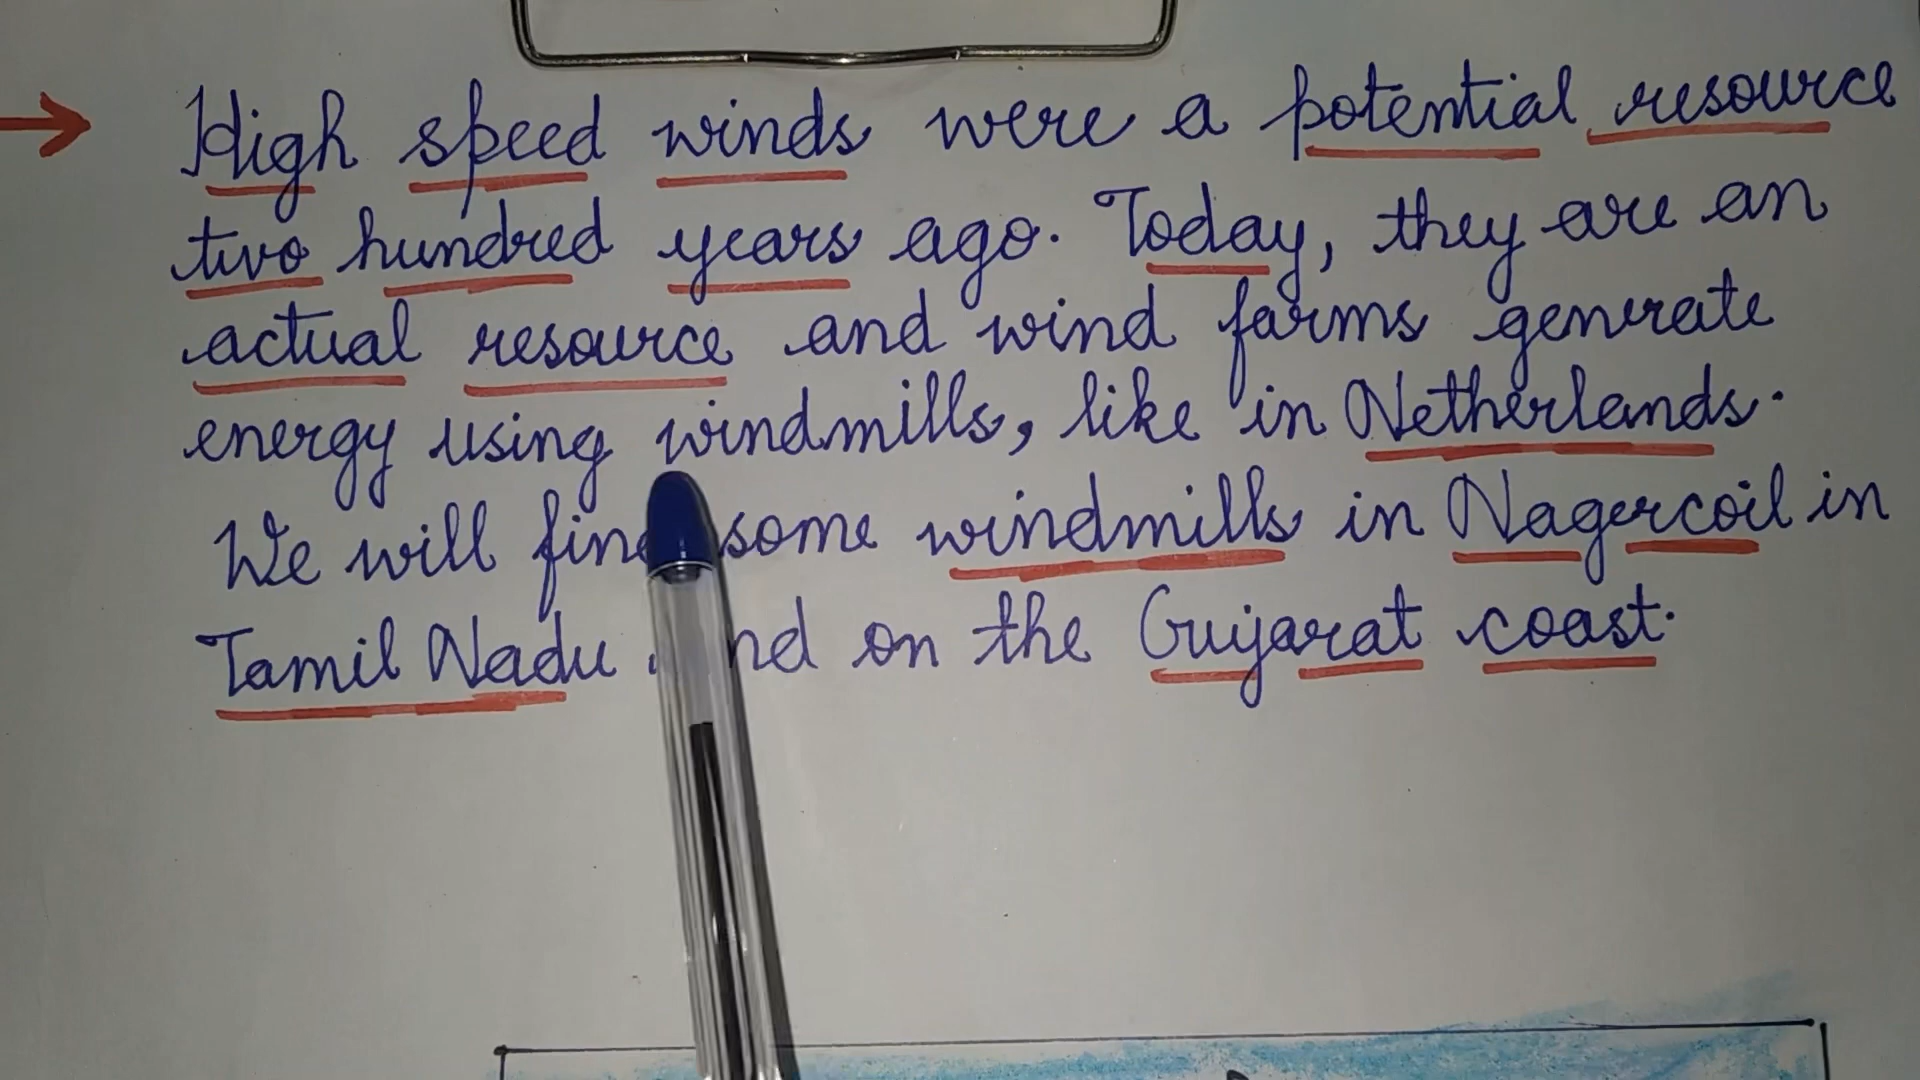 High speed winds were a potential resource
two hundred years ago. Today, they are an
actual resource and wind farms generate
energy using windmills, like in Netherlands.
We will find some windmills in Nagercoil in
Tamil Nadu and on the Gujarat coast.